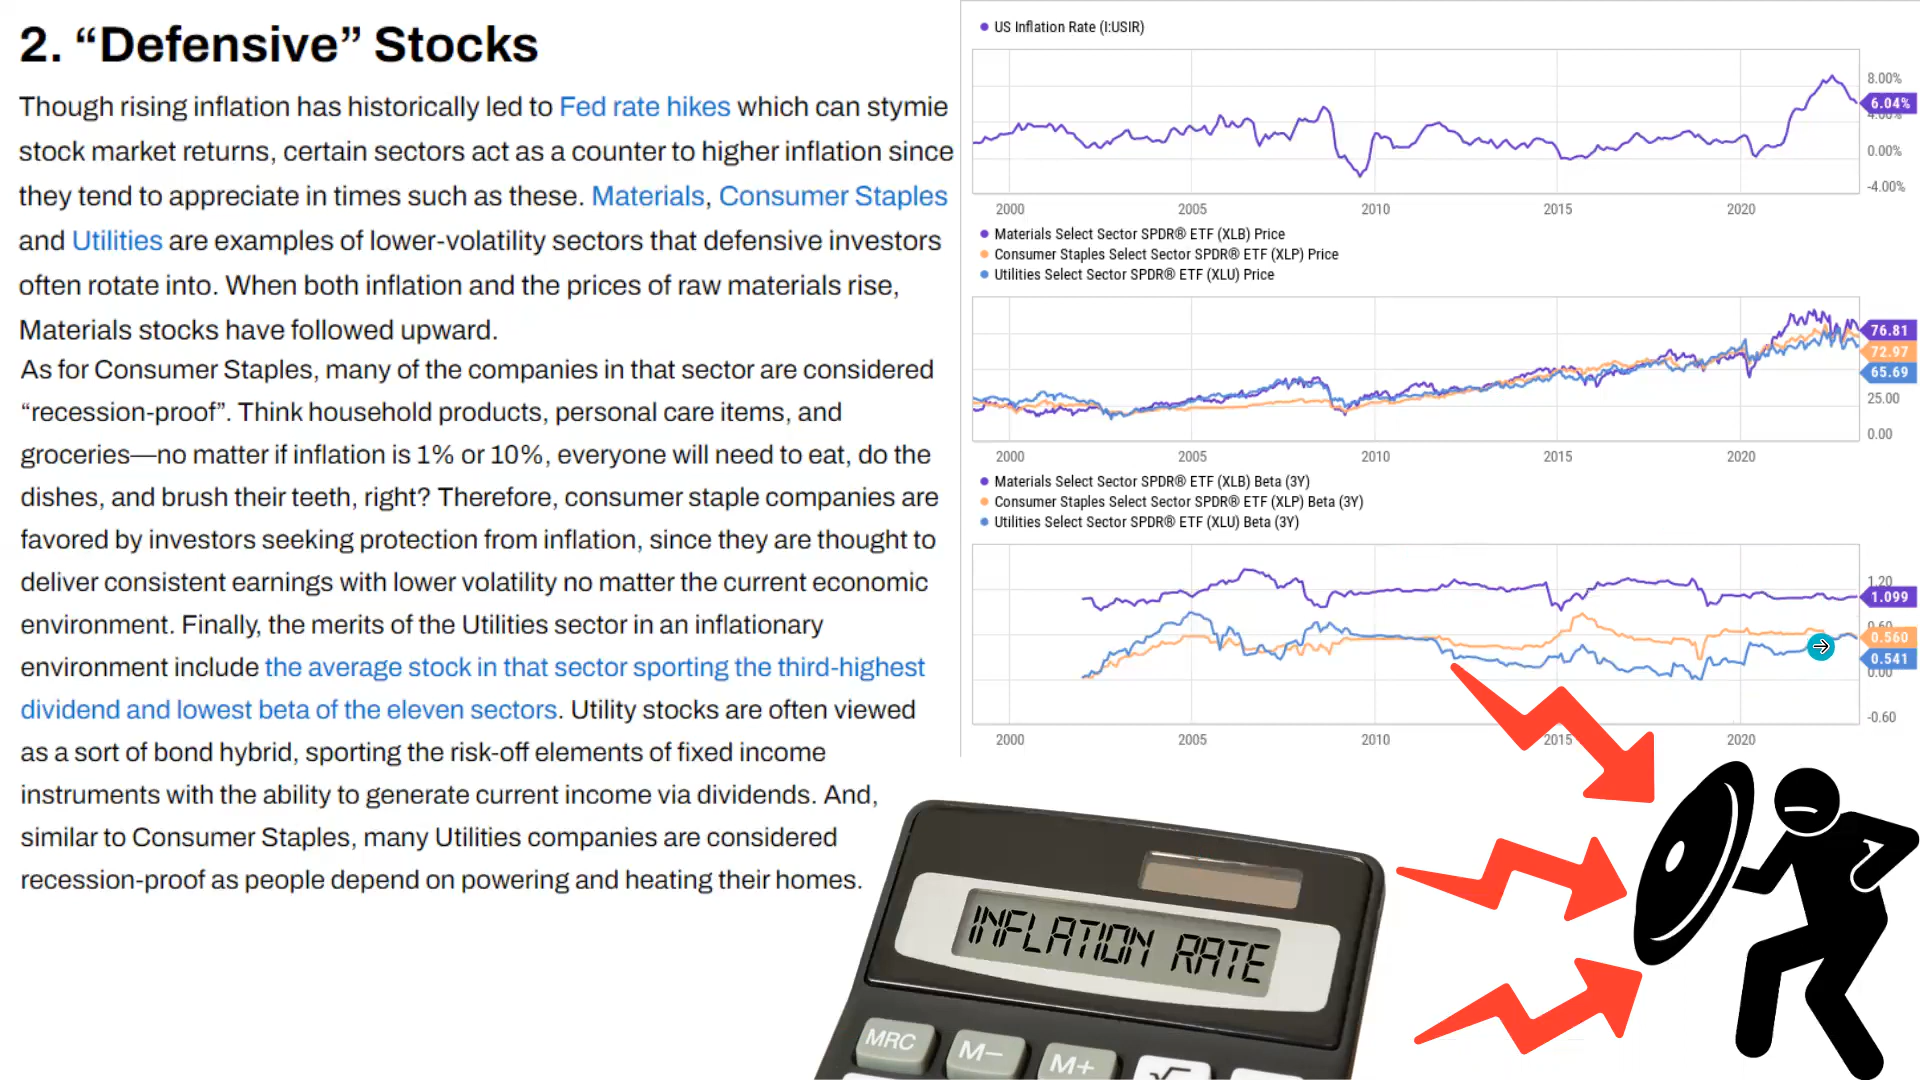 2. “Defensive” Stocks
Though rising inflation has historically led to Fed rate hikes which can stymie
stock market returns, certain sectors act as a counter to higher inflation since
they tend to appreciate in times such as these. Materials, Consumer Staples
and Utilities are examples of lower-volatility sectors that defensive investors
often rotate into. When both inflation and the prices of raw materials rise,
Materials stocks have followed upward.
As for Consumer Staples, many of the companies in that sector are considered
“recession-proof”. Think household products, personal care items, and
groceries—no matter if inflation is 1% or 10%, everyone will need to eat, do the
dishes, and brush their teeth, right? Therefore, consumer staple companies are
favored by investors seeking protection from inflation, since they are thought to
deliver consistent earnings with lower volatility no matter the current economic
environment. Finally, the merits of the Utilities sector in an inflationary
environment include the average stock in that sector sporting the third-highest
dividend and lowest beta of the eleven sectors. Utility stocks are often viewed
as a sort of bond hybrid, sporting the risk-off elements of fixed income
instruments with the ability to generate current income via dividends. And,
similar to Consumer Staples, many Utilities companies are considered
recession-proof as people depend on powering and heating their homes.
US Inflation Rate (I:USIR)
8.00%
6.04%
4.00%
0.00%
-4.00%
2000 2005 2010 2015 2020
Materials Select Sector SPDR® ETF (XLB) Price
Consumer Staples Select Sector SPDR® ETF (XLP) Price
Utilities Select Sector SPDR® ETF (XLU) Price
76.81
72.97
65.69
25.00
0.00
2000 2005 2010 2015 2020
Materials Select Sector SPDR® ETF (XLB) Beta (3Y)
Consumer Staples Select Sector SPDR® ETF (XLP) Beta (3Y)
Utilities Select Sector SPDR® ETF (XLU) Beta (3Y)
1.20
1.099
0.60
0.560
0.541
0.00
-0.60
2000 2005 2010 2015 2020
INFLATION RATE
MRC M− M+ √